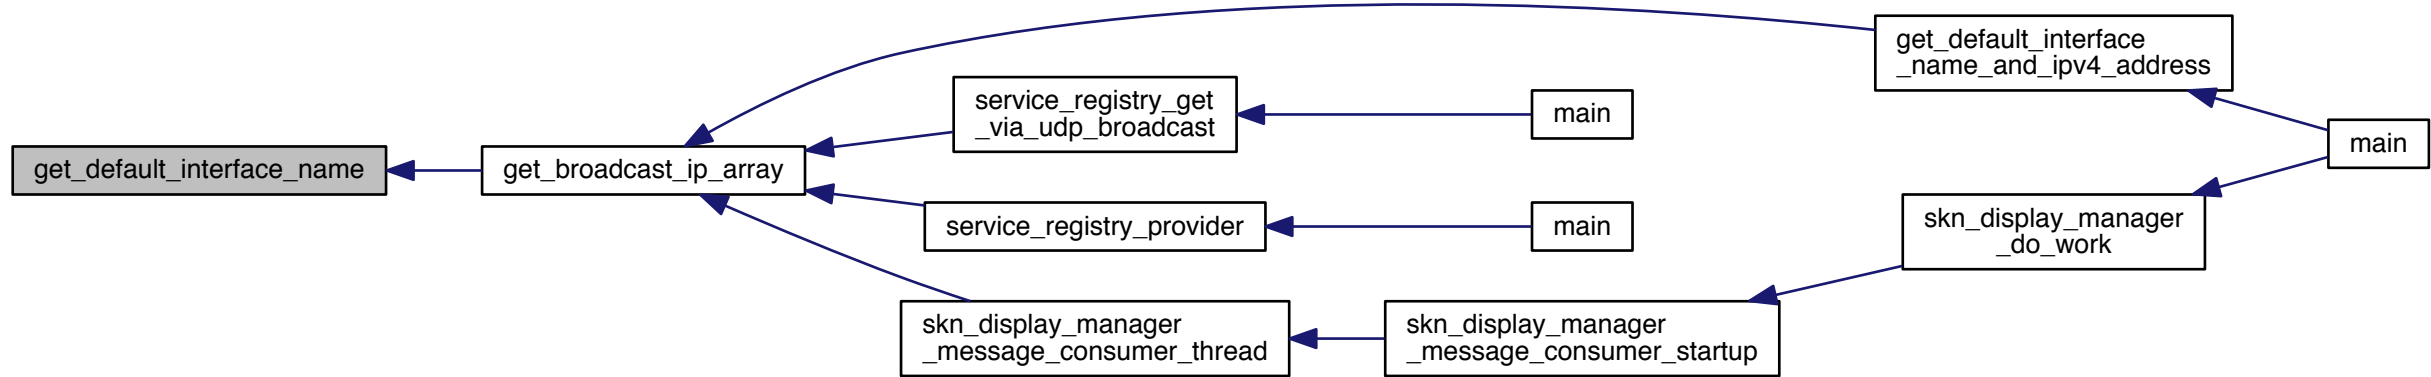 get_default_interface_name
get_broadcast_ip_array
get_default_interface
_name_and_ipv4_address
service_registry_get
_via_udp_broadcast
main
service_registry_provider
main
skn_display_manager
_message_consumer_thread
skn_display_manager
_message_consumer_startup
skn_display_manager
_do_work
main